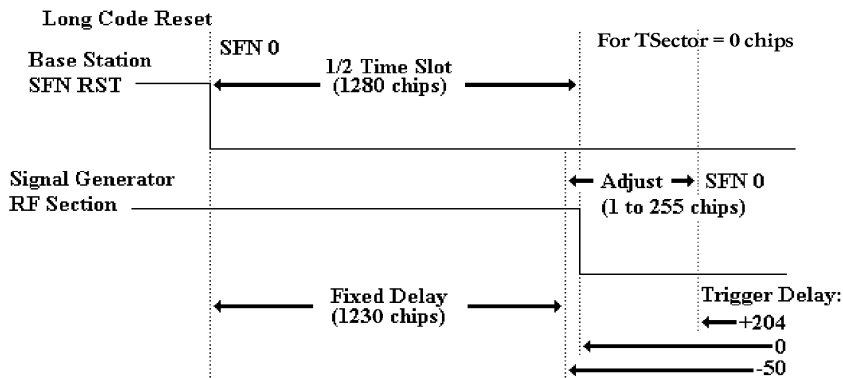 Long Code Reset
SFN 0
For TSector = 0 chips
Base Station
SFN RST
1/2 Time Slot
(1280 chips)
Signal Generator
RF Section
Adjust
(1 to 255 chips)
SFN 0
Fixed Delay
(1230 chips)
Trigger Delay:
+204
0
-50